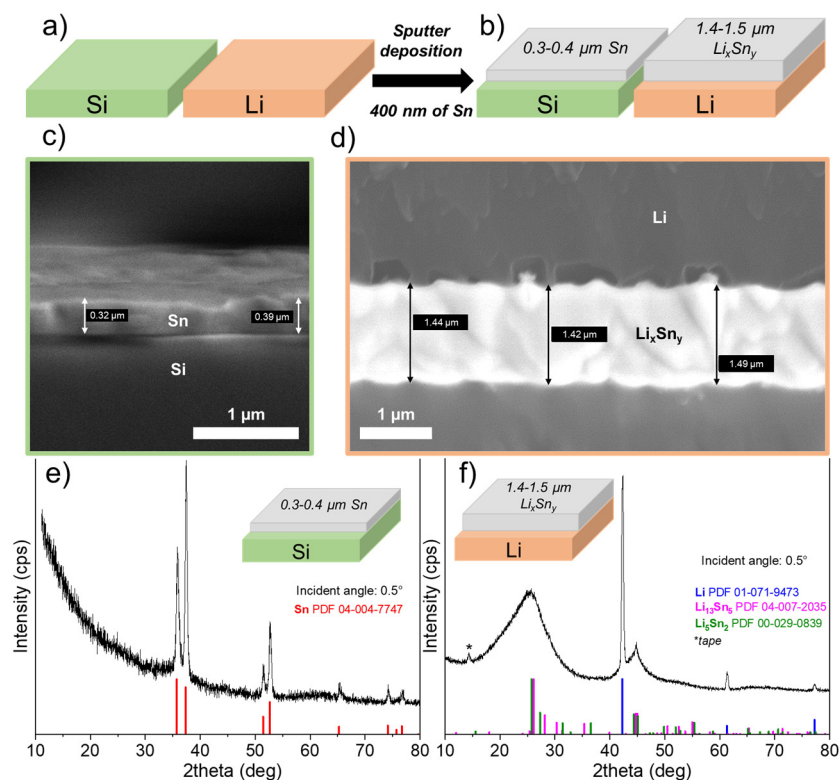 a)
Si
Li
Sputter
deposition
400 nm of Sn
b)
0.3-0.4 µm Sn
Si
1.4-1.5 µm
LiₓSnᵧ
Li
c)
0.32 µm
Sn
0.39 µm
Si
1 µm
d)
Li
1.44 µm
1.42 µm
LiₓSnᵧ
1.49 µm
1 µm
e)
0.3-0.4 µm Sn
Si
Incident angle: 0.5°
Sn PDF 04-004-7747
Intensity (cps)
10 20 30 40 50 60 70 80
2theta (deg)
f)
1.4-1.5 µm
LiₓSnᵧ
Li
Incident angle: 0.5°
Li PDF 01-071-9473
Li₁₃Sn₅ PDF 04-007-2035
Li₅Sn₂ PDF 00-029-0839
*tape
*
Intensity (cps)
10 20 30 40 50 60 70 80
2theta (deg)